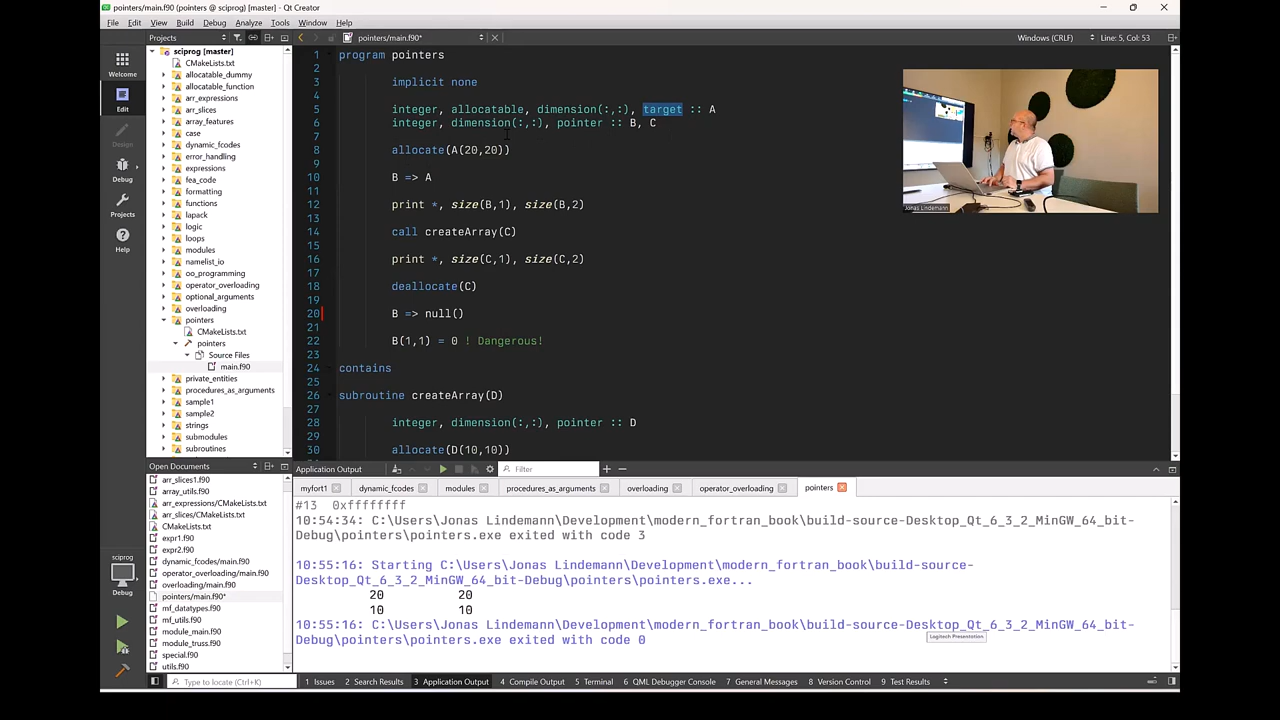 pointers/main.f90 (pointers @ sciprog) [master] - Qt Creator
File Edit View Build Debug Analyze Tools Window Help
Projects
pointers/main.f90*
Windows (CRLF)
Line: 5, Col: 53
Welcome
Edit
Debug
Projects
Help
sciprog [master]
CMakeLists.txt
allocatable_dummy
allocatable_function
arr_expressions
arr_slices
array_features
case
dynamic_fcodes
error_handling
expressions
fea_code
formatting
functions
lapack
logic
loops
modules
namelist_io
oo_programming
operator_overloading
optional_arguments
overloading
pointers
CMakeLists.txt
pointers
Source Files
main.f90
private_entities
procedures_as_arguments
sample1
sample2
strings
submodules
subroutines
1 program pointers
2
3 implicit none
4
5 integer, allocatable, dimension(:,:), target :: A
6 integer, dimension(:,:), pointer :: B, C
7
8 allocate(A(20,20))
9
10 B => A
11
12 print *, size(B,1), size(B,2)
13
14 call createArray(C)
15
16 print *, size(C,1), size(C,2)
17
18 deallocate(C)
19
20 B => null()
21
22 B(1,1) = 0 ! Dangerous!
23
24 contains
25
26 subroutine createArray(D)
27
28 integer, dimension(:,:), pointer :: D
29
30 allocate(D(10,10))
Jonas Lindemann
Open Documents
arr_slices1.f90
array_utils.f90
arr_expressions/CMakeLists.txt
arr_slices/CMakeLists.txt
CMakeLists.txt
expr1.f90
expr2.f90
dynamic_fcodes/main.f90
operator_overloading/main.f90
overloading/main.f90
pointers/main.f90*
mf_datatypes.f90
mf_utils.f90
module_main.f90
module_truss.f90
special.f90
utils.f90
sciprog
Debug
Application Output
Filter
myfort1
dynamic_fcodes
modules
procedures_as_arguments
overloading
operator_overloading
pointers
#13 0xffffffff
10:54:34: C:\Users\Jonas Lindemann\Development\modern_fortran_book\build-source-Desktop_Qt_6_3_2_MinGW_64_bit-
Debug\pointers\pointers.exe exited with code 3
10:55:16: Starting C:\Users\Jonas Lindemann\Development\modern_fortran_book\build-source-
Desktop_Qt_6_3_2_MinGW_64_bit-Debug\pointers\pointers.exe...
20 20
10 10
10:55:16: C:\Users\Jonas Lindemann\Development\modern_fortran_book\build-source-Desktop_Qt_6_3_2_MinGW_64_bit-
Debug\pointers\pointers.exe exited with code 0
Logitech Presentation
Type to locate (Ctrl+K)
1 Issues
2 Search Results
3 Application Output
4 Compile Output
5 Terminal
6 QML Debugger Console
7 General Messages
8 Version Control
9 Test Results